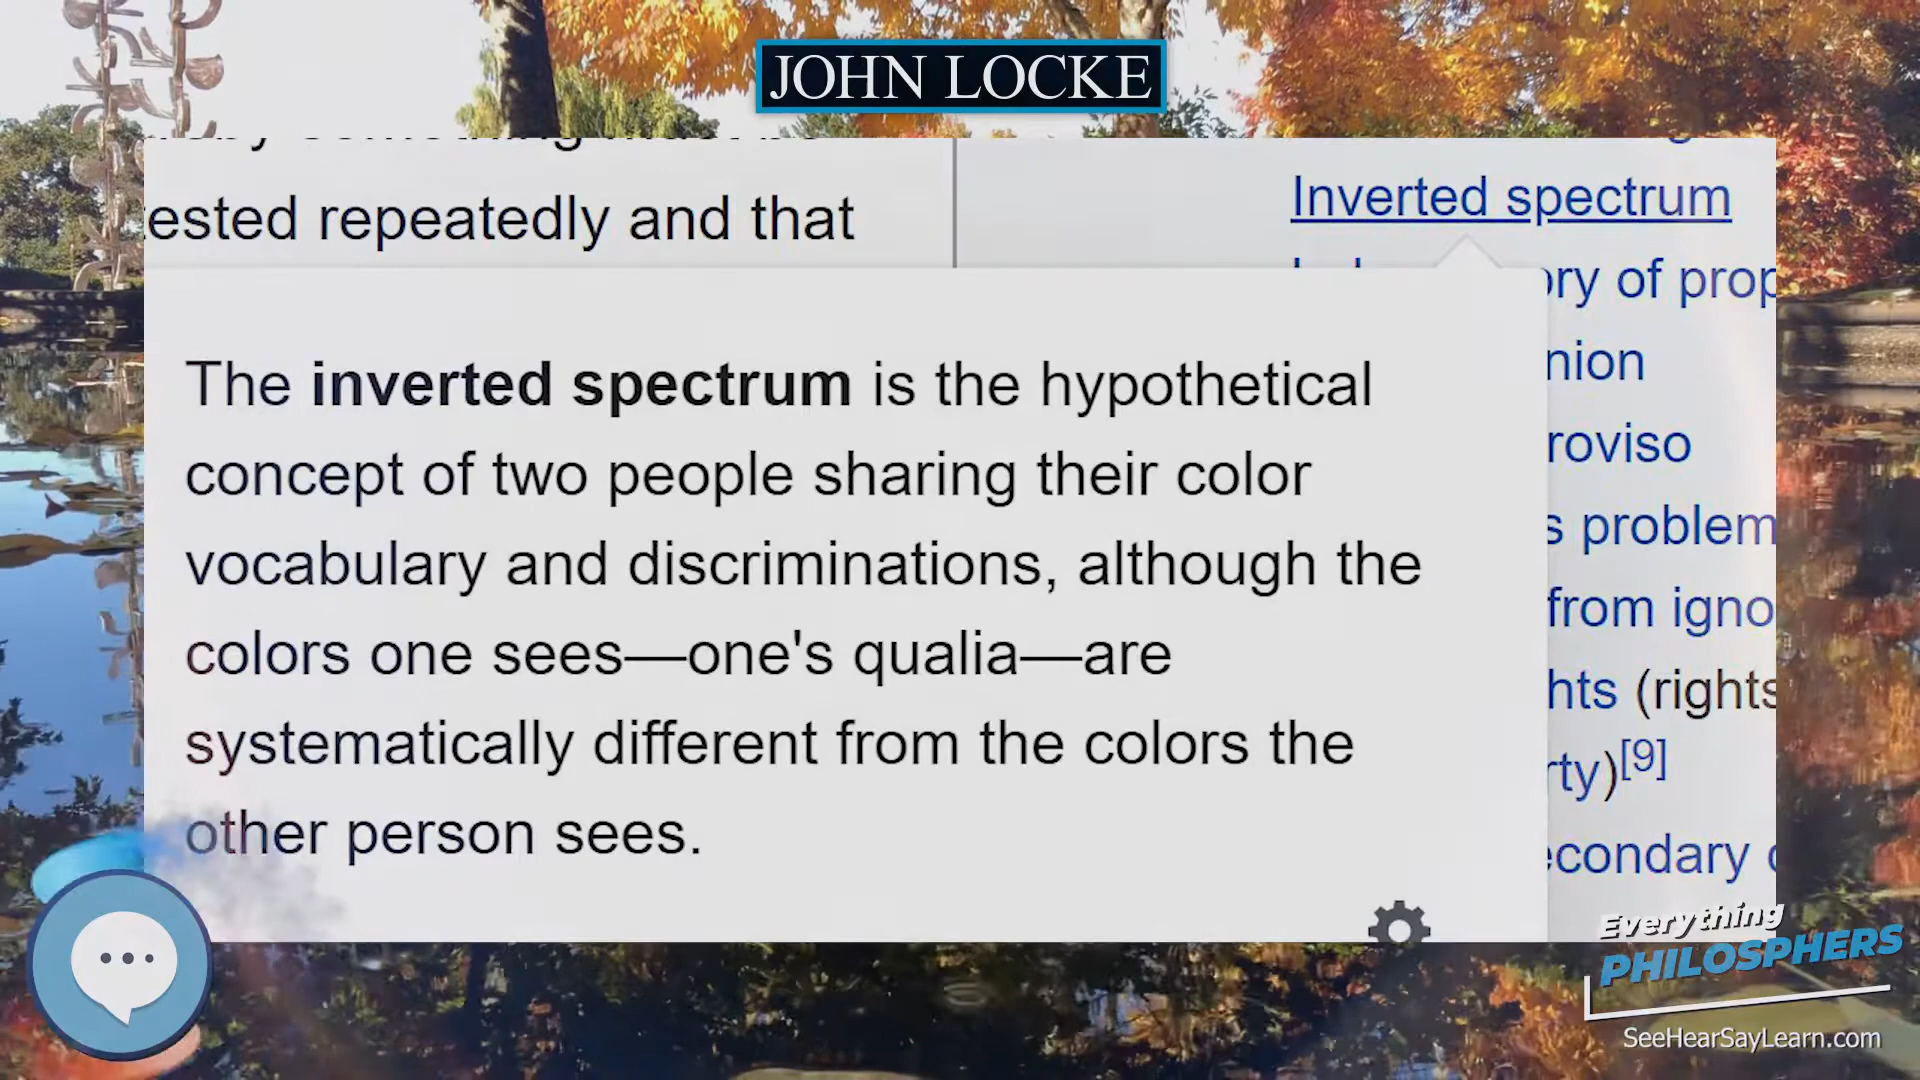 JOHN LOCKE
tested repeatedly and that
Inverted spectrum
ory of prop
The inverted spectrum is the hypothetical
nion
concept of two people sharing their color
roviso
vocabulary and discriminations, although the
s problem
from igno
colors one sees—one's qualia—are
hts (rights
systematically different from the colors the
rty)[9]
other person sees.
econdary
Everything
PHILOSPHERS
SeeHearSayLearn.com